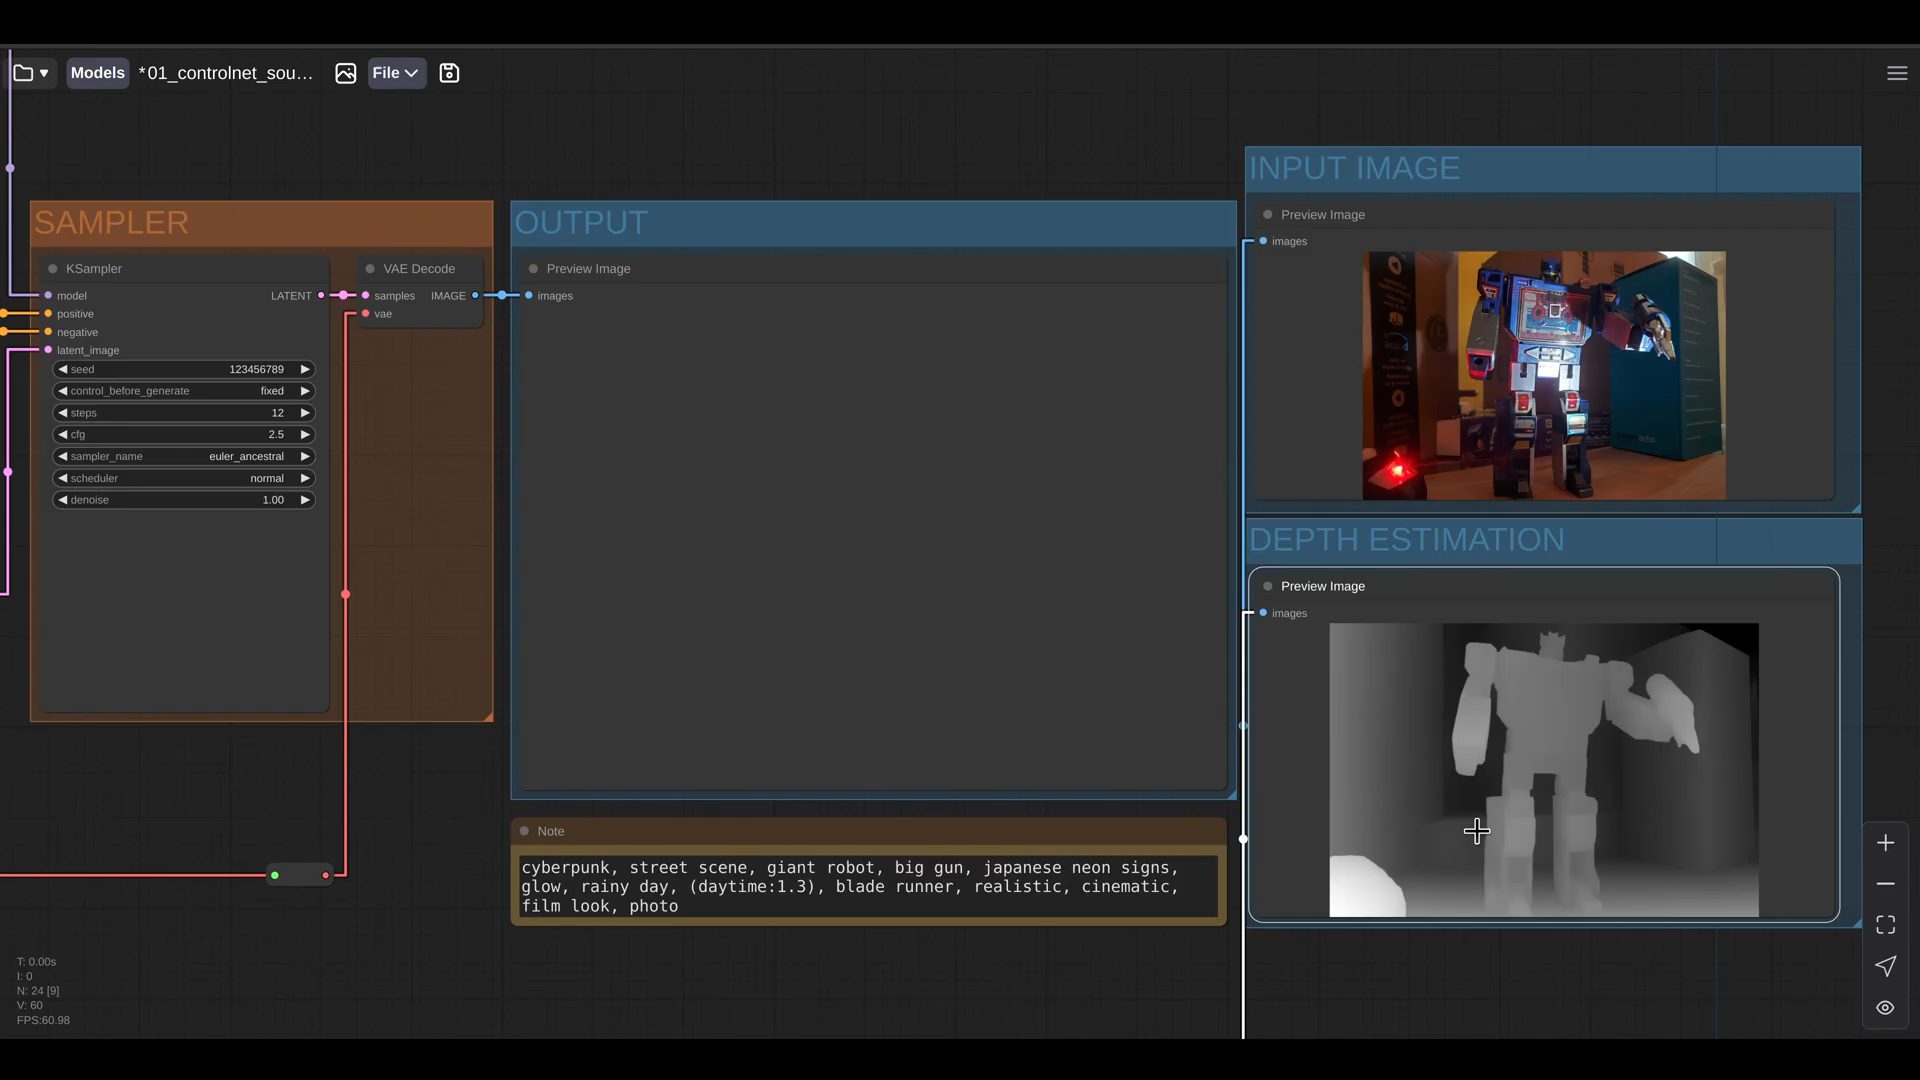 Models
*01_controlnet_sou...
File
INPUT IMAGE
Preview Image
images
SAMPLER
KSampler
model
LATENT
positive
negative
latent_image
seed 123456789
control_before_generate fixed
steps 12
cfg 2.5
sampler_name euler_ancestral
scheduler normal
denoise 1.00
VAE Decode
samples
IMAGE
vae
OUTPUT
Preview Image
images
DEPTH ESTIMATION
Preview Image
images
Note
cyberpunk, street scene, giant robot, big gun, japanese neon signs,
glow, rainy day, (daytime:1.3), blade runner, realistic, cinematic,
film look, photo
T: 0.00s
I: 0
N: 24 [9]
V: 60
FPS:60.98